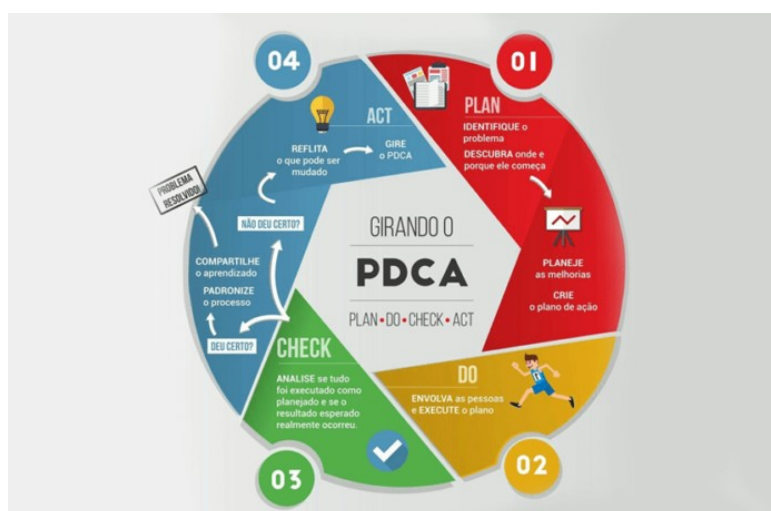 GIRANDO O
PDCA
PLAN • DO • CHECK • ACT
01
PLAN
IDENTIFIQUE o
problema
DESCUBRA onde e
porque ele começa
PLANEJE
as melhorias
CRIE
o plano de ação
02
DO
ENVOLVA as pessoas
e EXECUTE o plano
03
CHECK
ANALISE se tudo
foi executado como
planejado e se o
resultado esperado
realmente ocorreu.
04
ACT
DEU CERTO?
PADRONIZE
o processo
COMPARTILHE
o aprendizado
PROBLEMA
RESOLVIDO!
NÃO DEU CERTO?
REFLITA
o que pode ser
mudado
GIRE
o PDCA